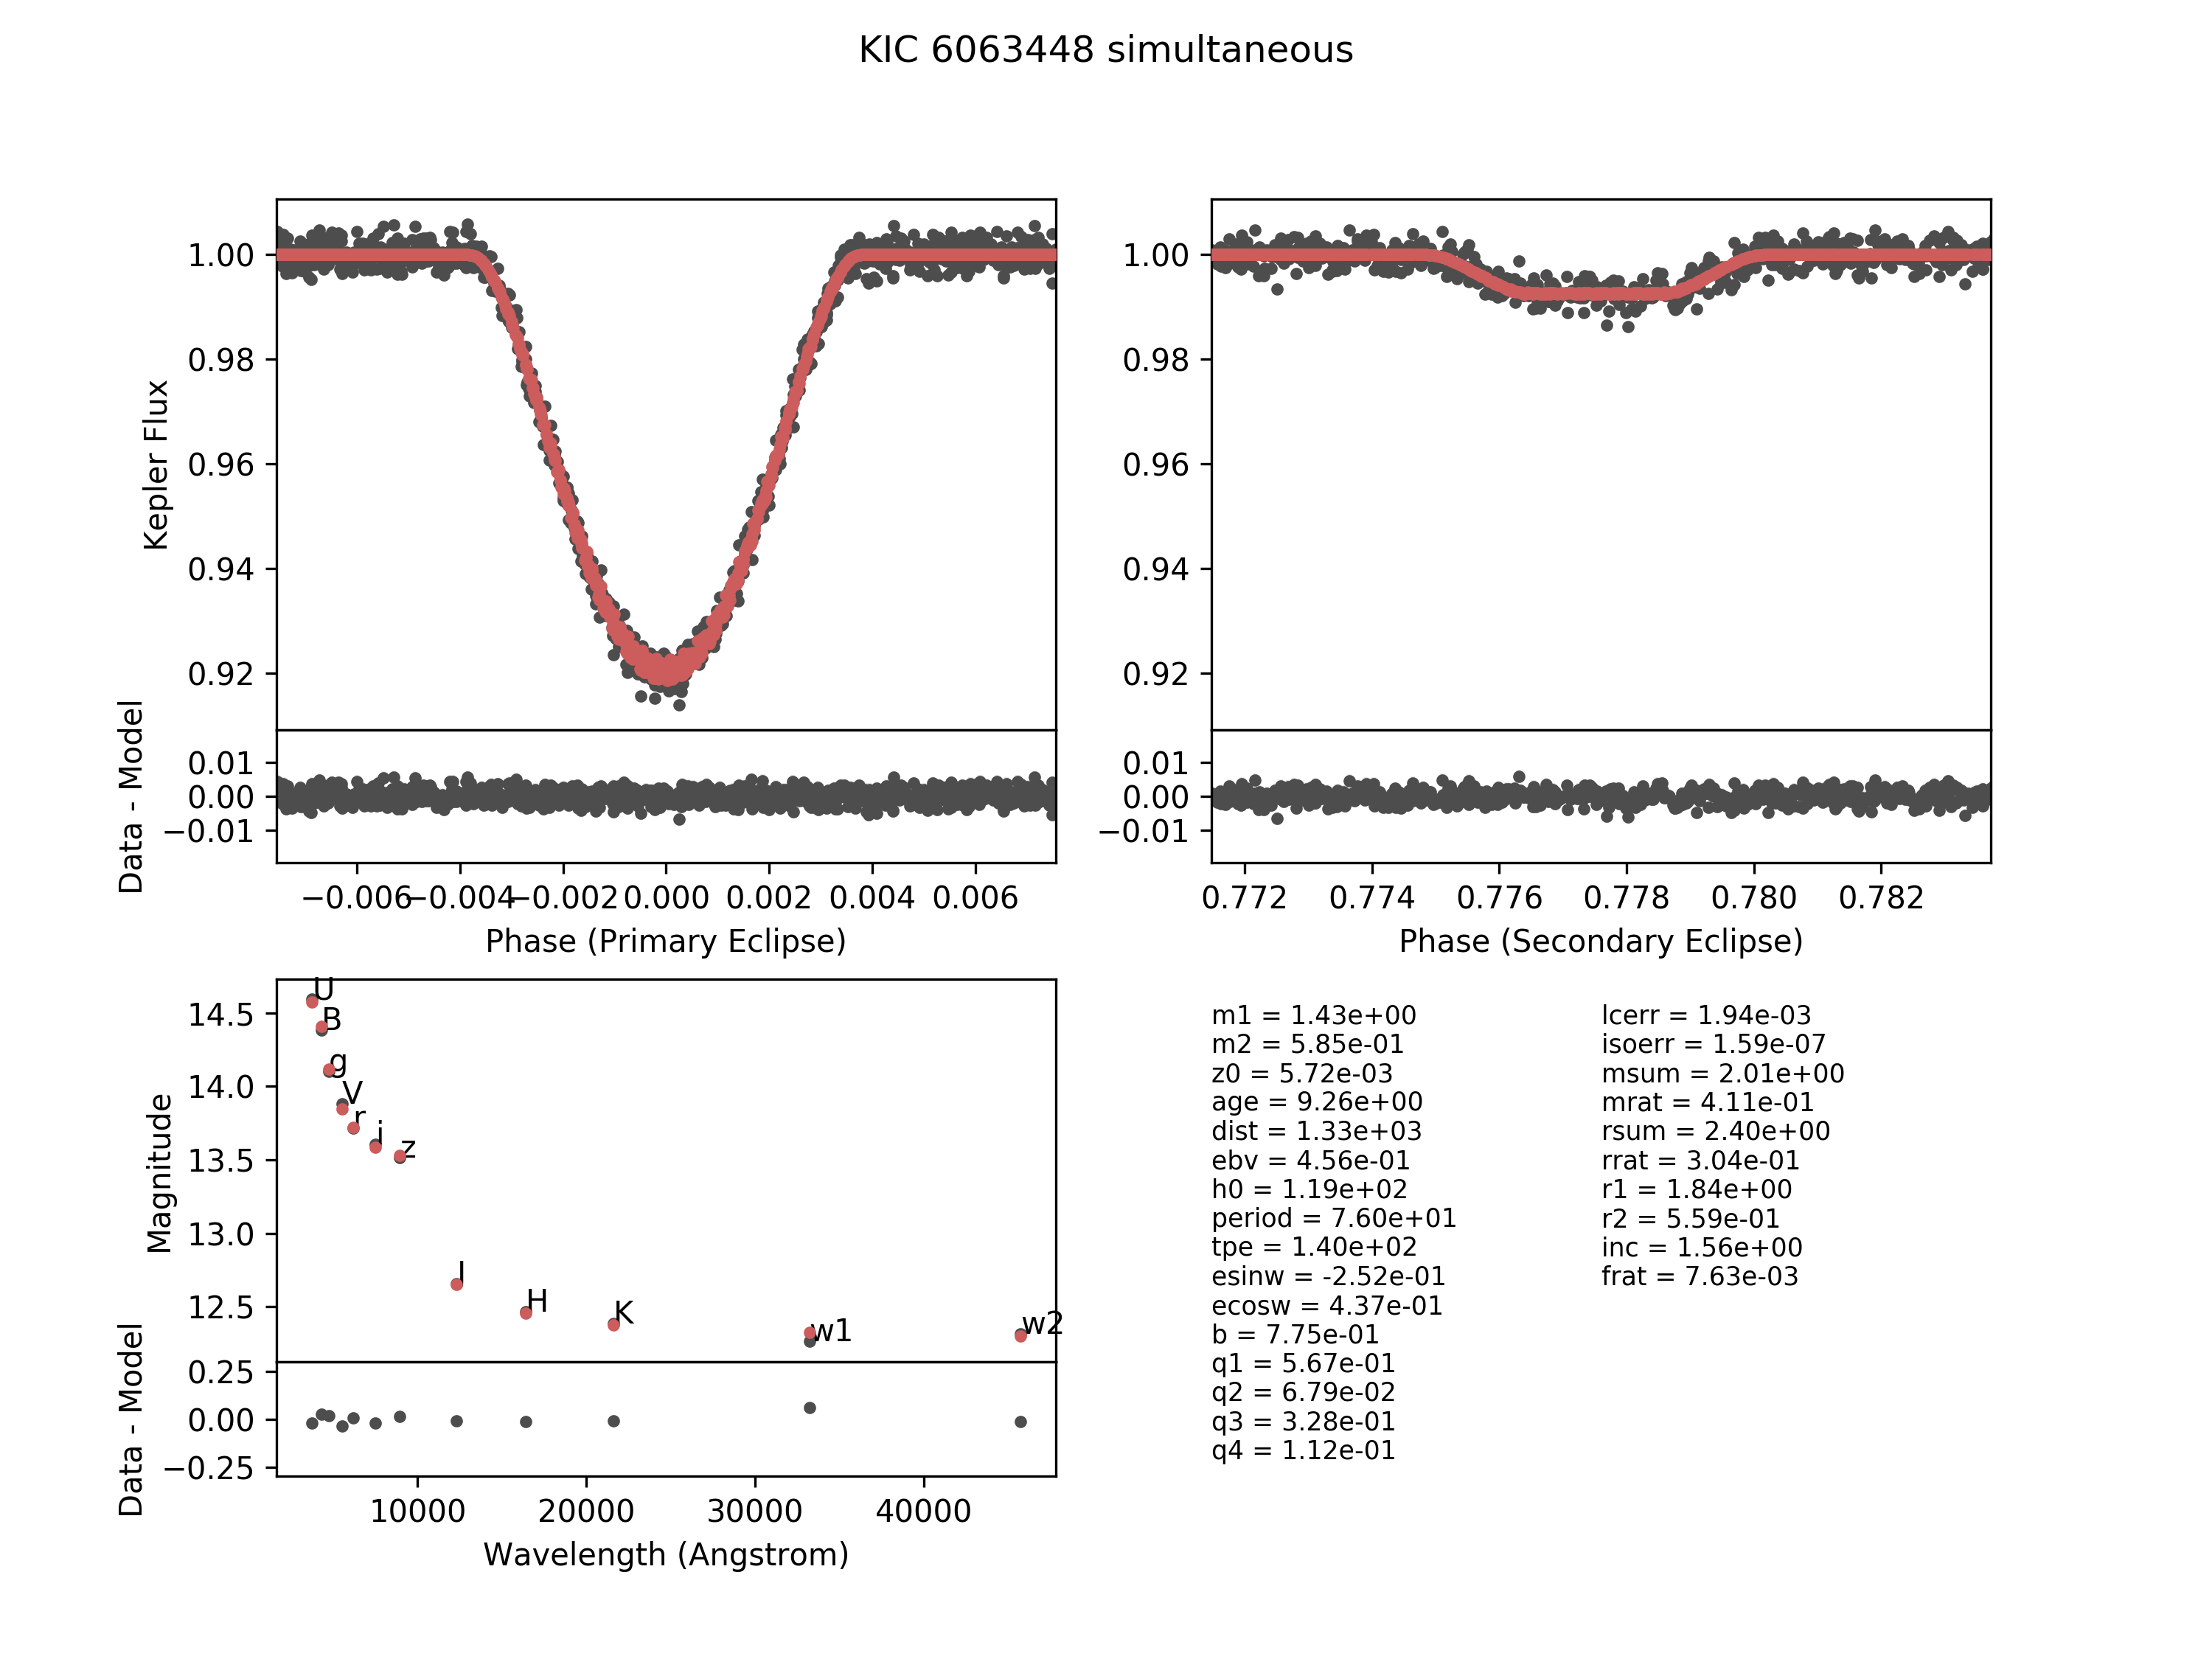 KIC 6063448 simultaneous
Kepler Flux
1.00
0.98
0.96
0.94
0.92
Data - Model
0.01
0.00
−0.01
−0.006 −0.004 −0.002 0.000 0.002 0.004 0.006
Phase (Primary Eclipse)
1.00
0.98
0.96
0.94
0.92
0.01
0.00
−0.01
0.772 0.774 0.776 0.778 0.780 0.782
Phase (Secondary Eclipse)
Magnitude
14.5
14.0
13.5
13.0
12.5
U
B
g
V
r
i
z
J
H
K
w1
w2
Data - Model
0.25
0.00
−0.25
10000 20000 30000 40000
Wavelength (Angstrom)
m1 = 1.43e+00
m2 = 5.85e-01
z0 = 5.72e-03
age = 9.26e+00
dist = 1.33e+03
ebv = 4.56e-01
h0 = 1.19e+02
period = 7.60e+01
tpe = 1.40e+02
esinw = -2.52e-01
ecosw = 4.37e-01
b = 7.75e-01
q1 = 5.67e-01
q2 = 6.79e-02
q3 = 3.28e-01
q4 = 1.12e-01
lcerr = 1.94e-03
isoerr = 1.59e-07
msum = 2.01e+00
mrat = 4.11e-01
rsum = 2.40e+00
rrat = 3.04e-01
r1 = 1.84e+00
r2 = 5.59e-01
inc = 1.56e+00
frat = 7.63e-03